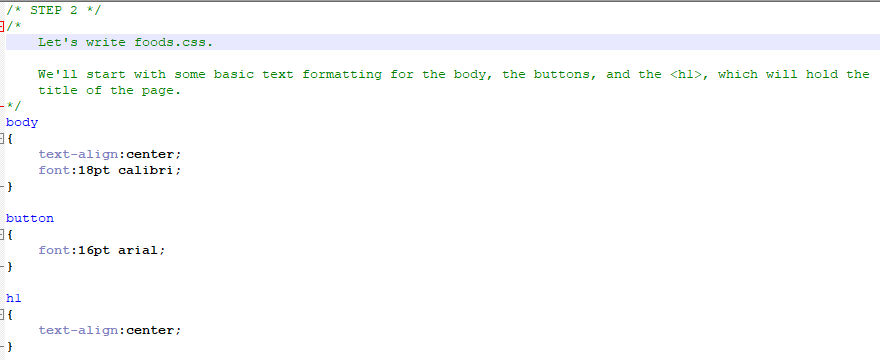 /* STEP 2 */
/*
Let's write foods.css.
We'll start with some basic text formatting for the body, the buttons, and the <h1>, which will hold the
title of the page.
*/
body
{
text-align:center;
font:18pt calibri;
}
button
{
font:16pt arial;
}
h1
{
text-align:center;
}